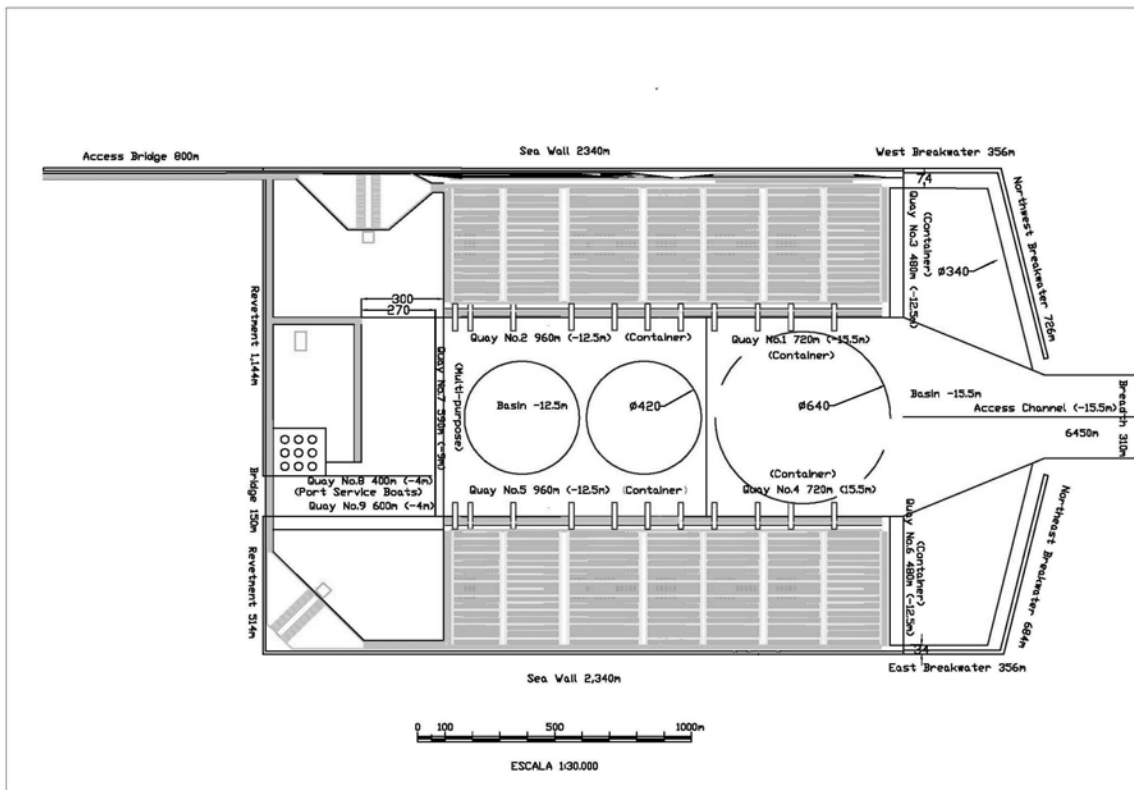 Access Bridge 800m
Sea Wall 2340m
West Breakwater 356m
74
Quay No.3 480m (-12.5m)
(Container)
Ø340
Northwest Breakwater 726m
300
270
Revetment 1,144m
Quay No.2 960m (-12.5m) (Container)
Quay No.1 720m (-15.5m)
(Container)
Quay No.7 590m (-9m)
(Multi-purpose)
Basin -12.5m
Ø420
Ø640
Basin -15.5m
Access Channel (-15.5m)
6450m
Breadth 310m
Quay No.8 400m (-4m)
(Port Service Boats)
Quay No.9 600m (-4m)
Quay No.5 960m (-12.5m) (Container)
(Container)
Quay No.4 720m (15.5m)
Bridge 150m
Revetment 514m
Quay No.6 480m (-12.5m)
(Container)
Northeast Breakwater 684m
34
East Breakwater 356m
Sea Wall 2,340m
0 100 500 1000m
ESCALA 1:30.000